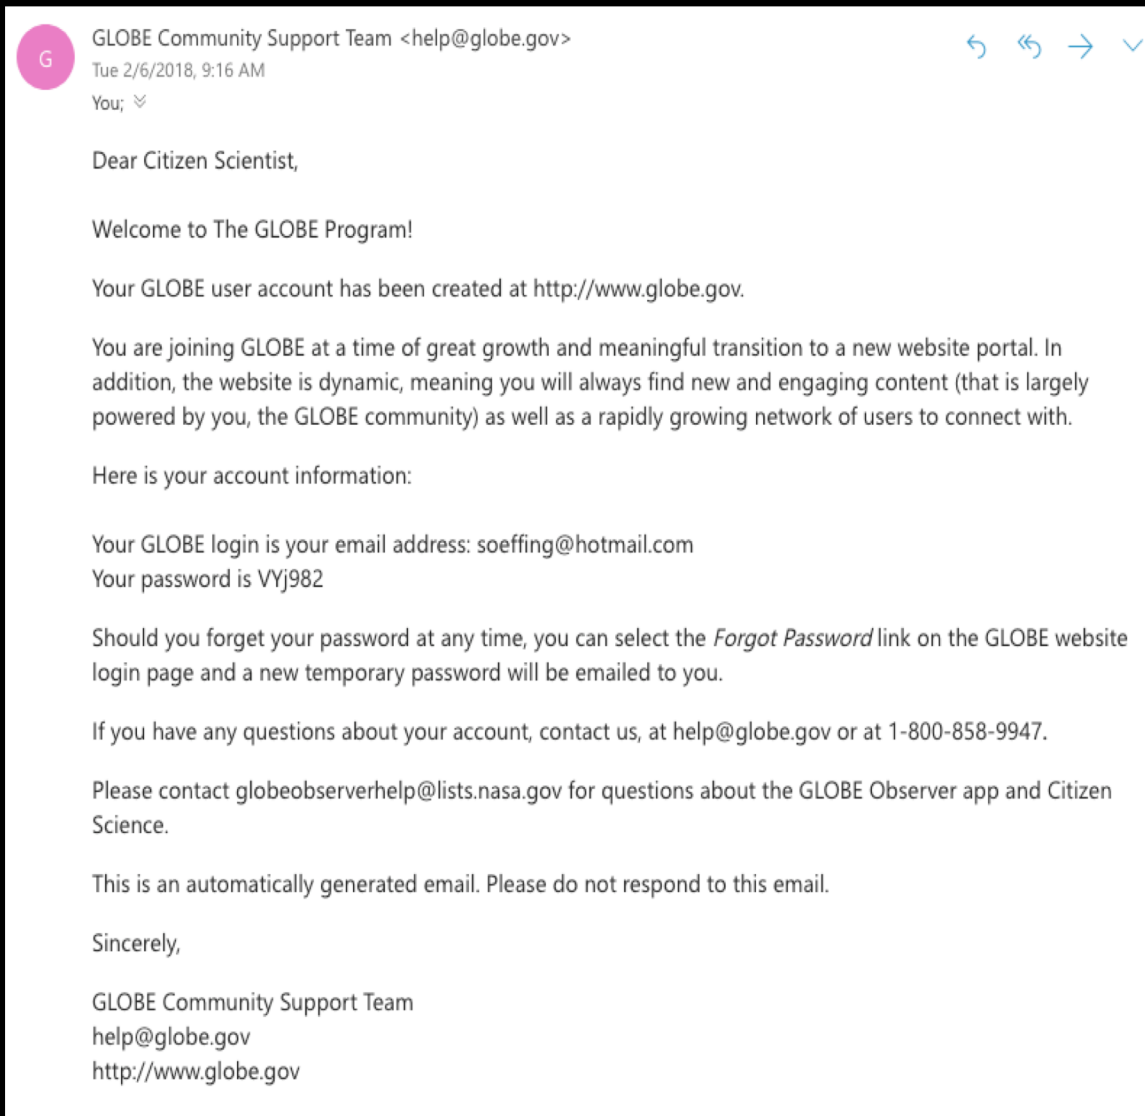 G
GLOBE Community Support Team <help@globe.gov>
Tue 2/6/2018, 9:16 AM
You;
Dear Citizen Scientist,
Welcome to The GLOBE Program!
Your GLOBE user account has been created at http://www.globe.gov.
You are joining GLOBE at a time of great growth and meaningful transition to a new website portal. In
addition, the website is dynamic, meaning you will always find new and engaging content (that is largely
powered by you, the GLOBE community) as well as a rapidly growing network of users to connect with.
Here is your account information:
Your GLOBE login is your email address: soeffing@hotmail.com
Your password is VYj982
Should you forget your password at any time, you can select the Forgot Password link on the GLOBE website
login page and a new temporary password will be emailed to you.
If you have any questions about your account, contact us, at help@globe.gov or at 1-800-858-9947.
Please contact globeobserverhelp@lists.nasa.gov for questions about the GLOBE Observer app and Citizen
Science.
This is an automatically generated email. Please do not respond to this email.
Sincerely,
GLOBE Community Support Team
help@globe.gov
http://www.globe.gov